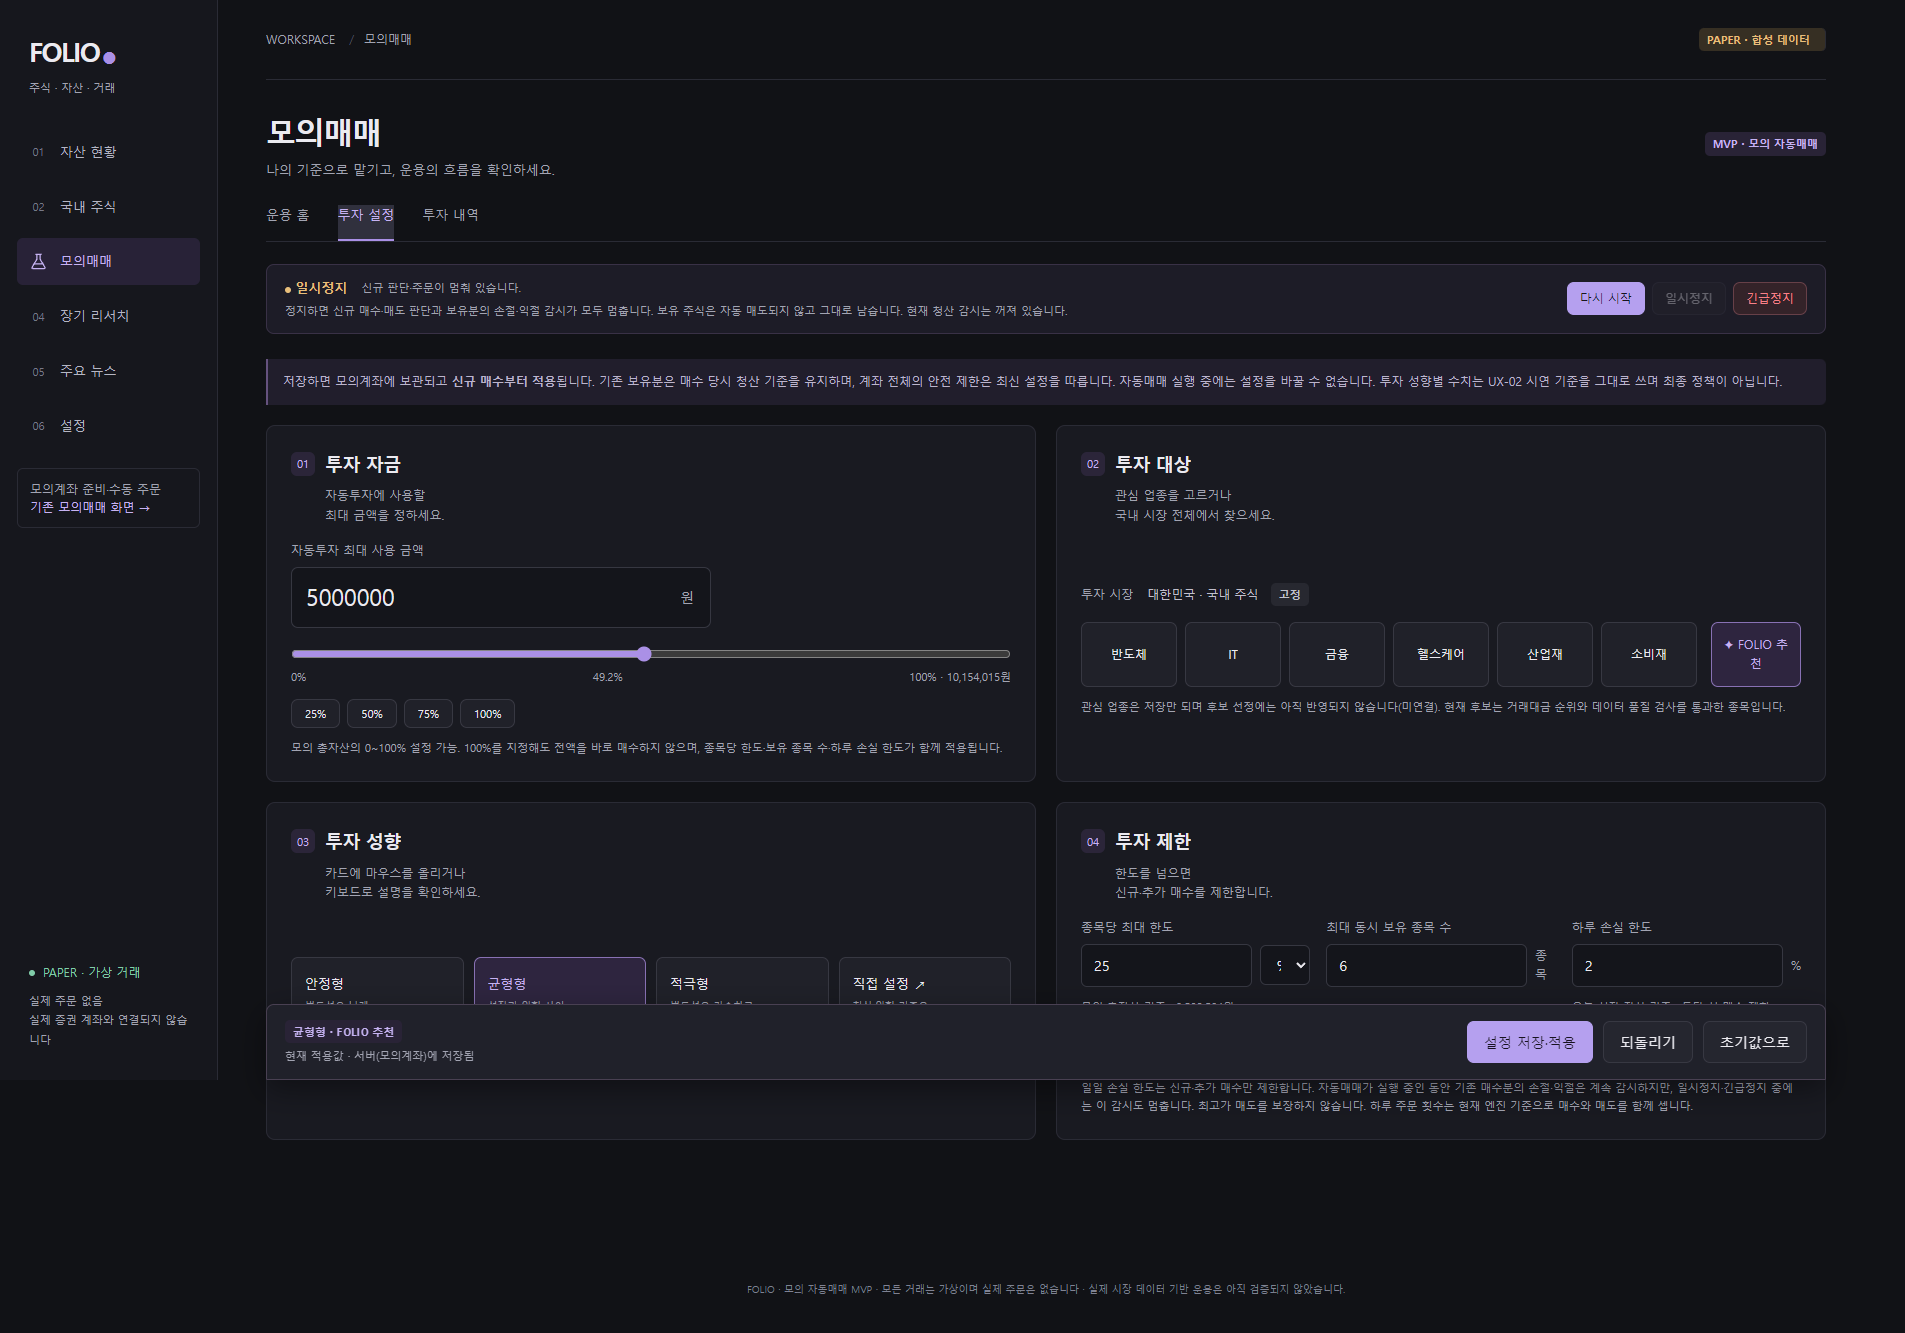 FOLIO
주식 · 자산 · 거래
01 자산 현황
02 국내 주식
모의매매
04 장기 리서치
05 주요 뉴스
06 설정
모의계좌 준비·수동 주문
기존 모의매매 화면 →
PAPER · 가상 거래
실제 주문 없음
실제 증권 계좌와 연결되지 않습
니다
WORKSPACE / 모의매매
PAPER · 합성 데이터
모의매매
나의 기준으로 맡기고, 운용의 흐름을 확인하세요.
MVP · 모의 자동매매
운용 홈 투자 설정 투자 내역
일시정지 신규 판단·주문이 멈춰 있습니다.
정지하면 신규 매수·매도 판단과 보유분의 손절·익절 감시가 모두 멈춥니다. 보유 주식은 자동 매도되지 않고 그대로 남습니다. 현재 청산 감시는 꺼져 있습니다.
다시 시작 일시정지 긴급정지
저장하면 모의계좌에 보관되고 신규 매수부터 적용됩니다. 기존 보유분은 매수 당시 청산 기준을 유지하며, 계좌 전체의 안전 제한은 최신 설정을 따릅니다. 자동매매 실행 중에는 설정을 바꿀 수 없습니다. 투자 성향별 수치는 UX-02 시연 기준을 그대로 쓰며 최종 정책이 아닙니다.
01 투자 자금
자동투자에 사용할
최대 금액을 정하세요.
자동투자 최대 사용 금액
5000000 원
0% 49.2% 100% · 10,154,015원
25% 50% 75% 100%
모의 총자산의 0~100% 설정 가능. 100%를 지정해도 전액을 바로 매수하지 않으며, 종목당 한도·보유 종목 수·하루 손실 한도가 함께 적용됩니다.
02 투자 대상
관심 업종을 고르거나
국내 시장 전체에서 찾으세요.
투자 시장 대한민국 · 국내 주식 고정
반도체 IT 금융 헬스케어 산업재 소비재 ✦ FOLIO 추
천
관심 업종은 저장만 되며 후보 선정에는 아직 반영되지 않습니다(미연결). 현재 후보는 거래대금 순위와 데이터 품질 검사를 통과한 종목입니다.
03 투자 성향
카드에 마우스를 올리거나
키보드로 설명을 확인하세요.
안정형 균형형 적극형 직접 설정 ↗
04 투자 제한
한도를 넘으면
신규·추가 매수를 제한합니다.
종목당 최대 한도 최대 동시 보유 종목 수 하루 손실 한도
25 6 종
목 2 %
균형형 · FOLIO 추천
현재 적용값 · 서버(모의계좌)에 저장됨
설정 저장·적용 되돌리기 초기값으로
일일 손실 한도는 신규·추가 매수만 제한합니다. 자동매매가 실행 중인 동안 기존 매수분의 손절·익절은 계속 감시하지만, 일시정지·긴급정지 중에
는 이 감시도 멈춥니다. 최고가 매도를 보장하지 않습니다. 하루 주문 횟수는 현재 엔진 기준으로 매수와 매도를 함께 셉니다.
FOLIO · 모의 자동매매 MVP · 모든 거래는 가상이며 실제 주문은 없습니다 · 실제 시장 데이터 기반 운용은 아직 검증되지 않았습니다.